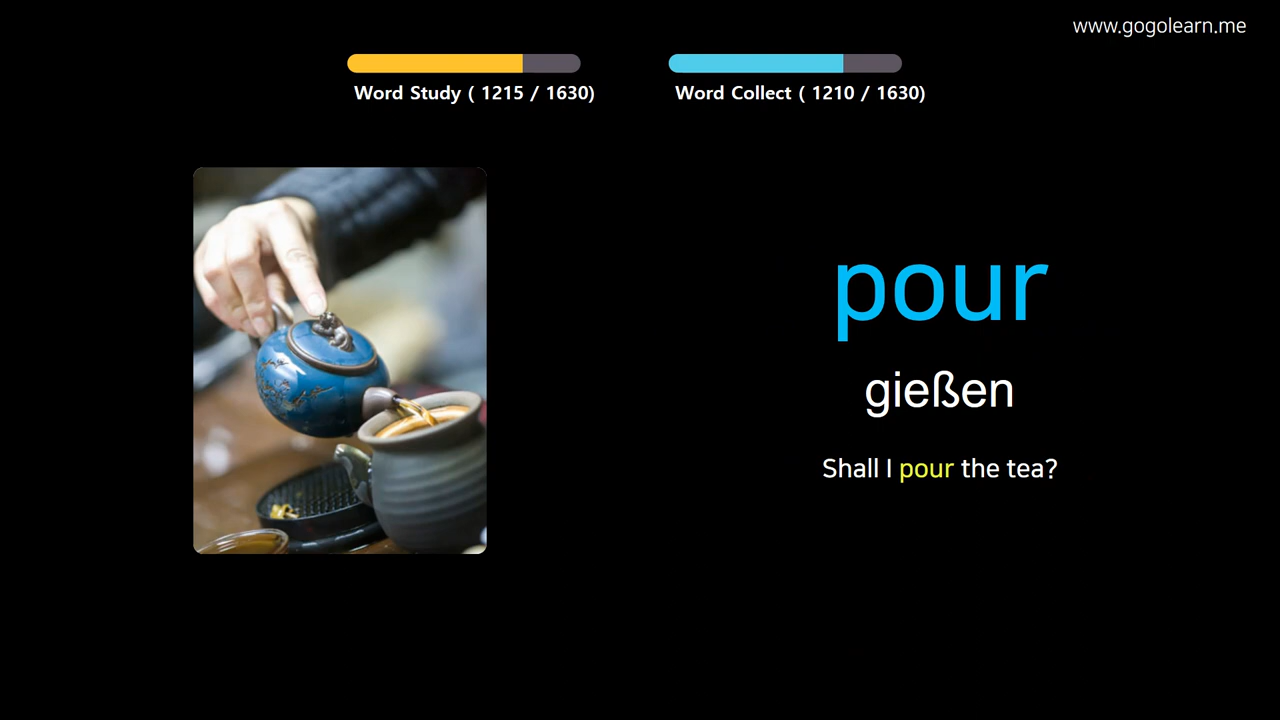 www.gogolearn.me
Word Study ( 1215 / 1630)
Word Collect ( 1210 / 1630)
pour
gießen
Shall I pour the tea?